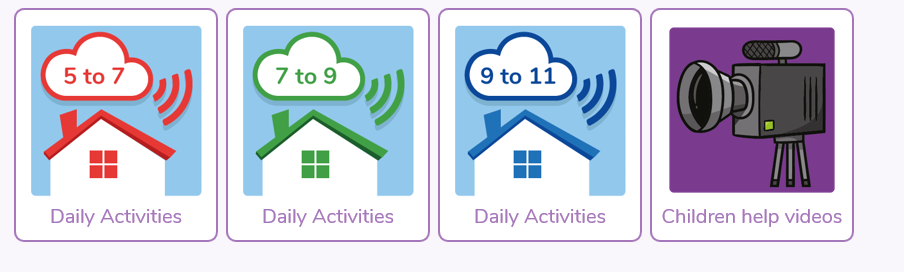 5 to 7
7 to 9
9 to 11
Daily Activities
Daily Activities
Daily Activities
Children help videos